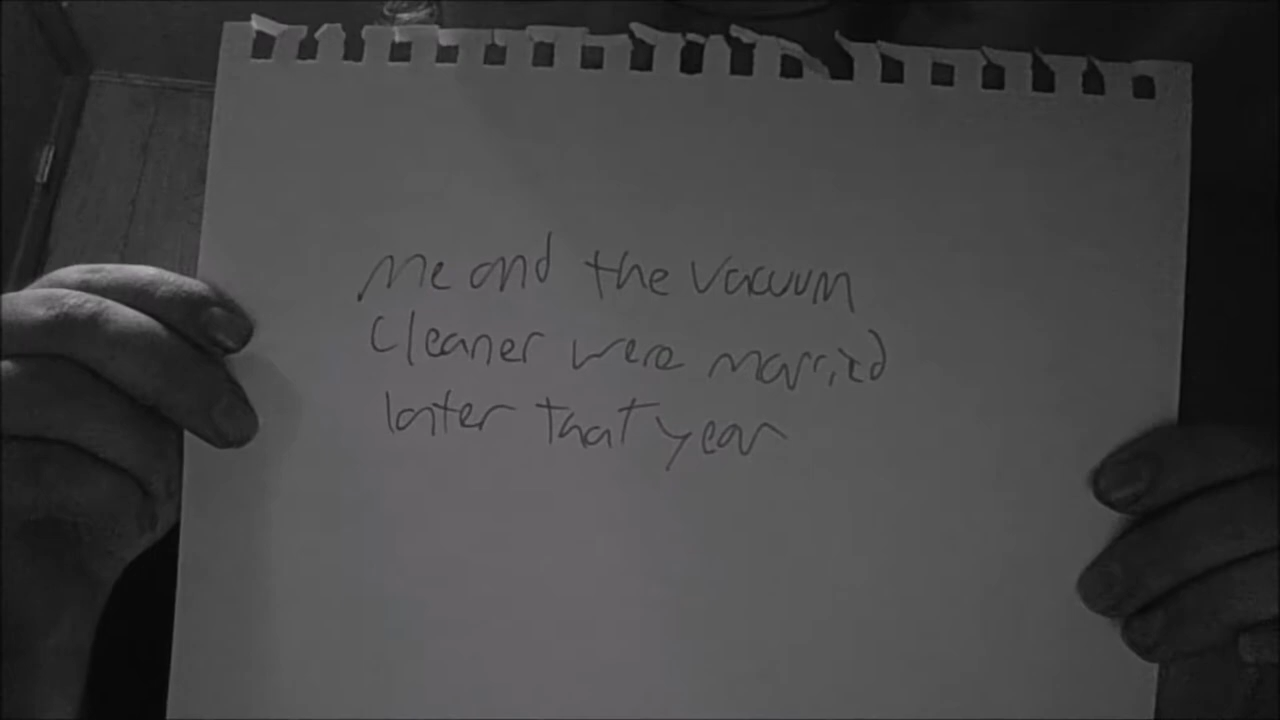 me and the vacuum
cleaner were married
later that year